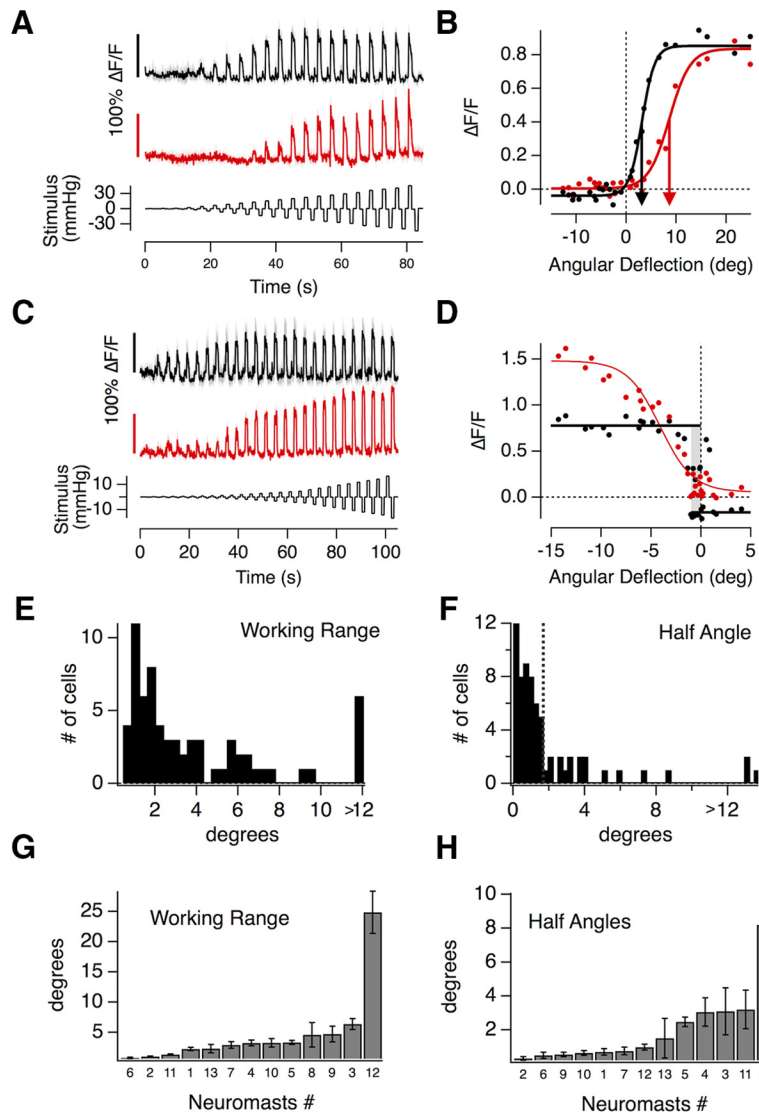 A
100% ΔF/F
Stimulus
(mmHg)
30
0
-30
0 20 40 60 80
Time (s)
B
ΔF/F
0.8
0.4
0.0
-10 0 10 20
Angular Deflection (deg)
C
100% ΔF/F
Stimulus
(mmHg)
10
0
-10
0 20 40 60 80 100
Time (s)
D
ΔF/F
1.5
1.0
0.5
0.0
-15 -10 -5 0 5
Angular Deflection (deg)
E
Working Range
# of cells
10
5
0
2 4 6 8 10 >12
degrees
F
Half Angle
# of cells
12
8
4
0
0 4 8 >12
degrees
G
Working Range
degrees
25
25
15
10
5
6 2 11 1 13 7 4 10 5 8 9 3 12
Neuromasts #
H
Half Angles
degrees
10
8
6
4
2
2 6 9 10 1 7 12 13 5 4 3 11
Neuromasts #